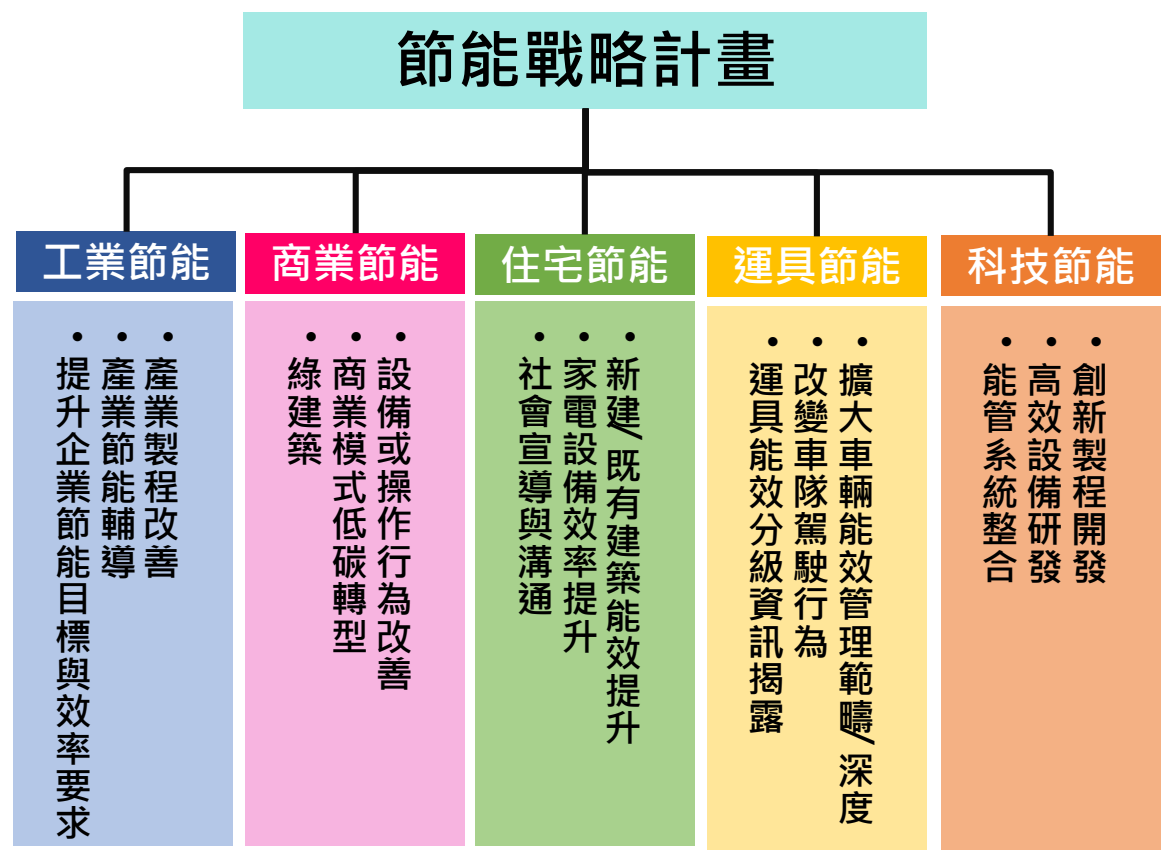 節能戰略計畫
工業節能
• 產業製程改善
• 產業節能輔導
• 提升企業節能目標與效率要求
商業節能
• 設備或操作行為改善
• 商業模式低碳轉型
• 綠建築
住宅節能
• 新建/既有建築能效提升
• 家電設備效率提升
• 社會宣導與溝通
運具節能
• 擴大車輛能效管理範疇/深度
• 改變車隊駕駛行為
• 運具能效分級資訊揭露
科技節能
• 創新製程開發
• 高效設備研發
• 能管系統整合